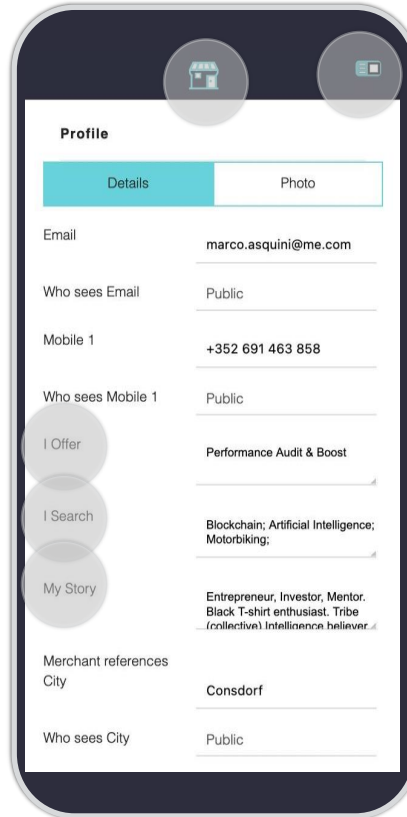 Profile
Details
Photo
Email
marco.asquini@me.com
Who sees Email
Public
Mobile 1
+352 691 463 858
Who sees Mobile 1
Public
I Offer
Performance Audit & Boost
I Search
Blockchain; Artificial Intelligence;
Motorbiking;
My Story
Entrepreneur, Investor, Mentor.
Black T-shirt enthusiast. Tribe
(collective) Intelligence believer
Merchant references
City
Consdorf
Who sees City
Public